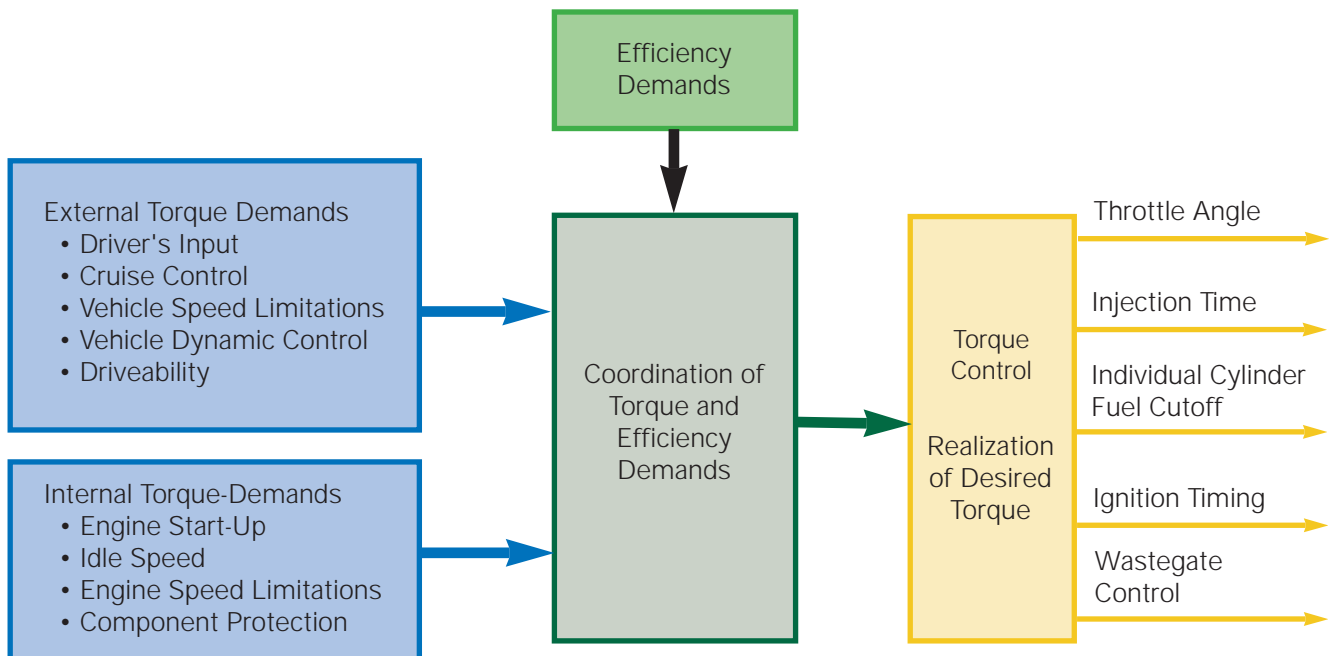 Efficiency
Demands
External Torque Demands
• Driver's Input
• Cruise Control
• Vehicle Speed Limitations
• Vehicle Dynamic Control
• Driveability
Internal Torque-Demands
• Engine Start-Up
• Idle Speed
• Engine Speed Limitations
• Component Protection
Coordination of
Torque and
Efficiency
Demands
Torque
Control
Realization
of Desired
Torque
Throttle Angle
Injection Time
Individual Cylinder
Fuel Cutoff
Ignition Timing
Wastegate
Control